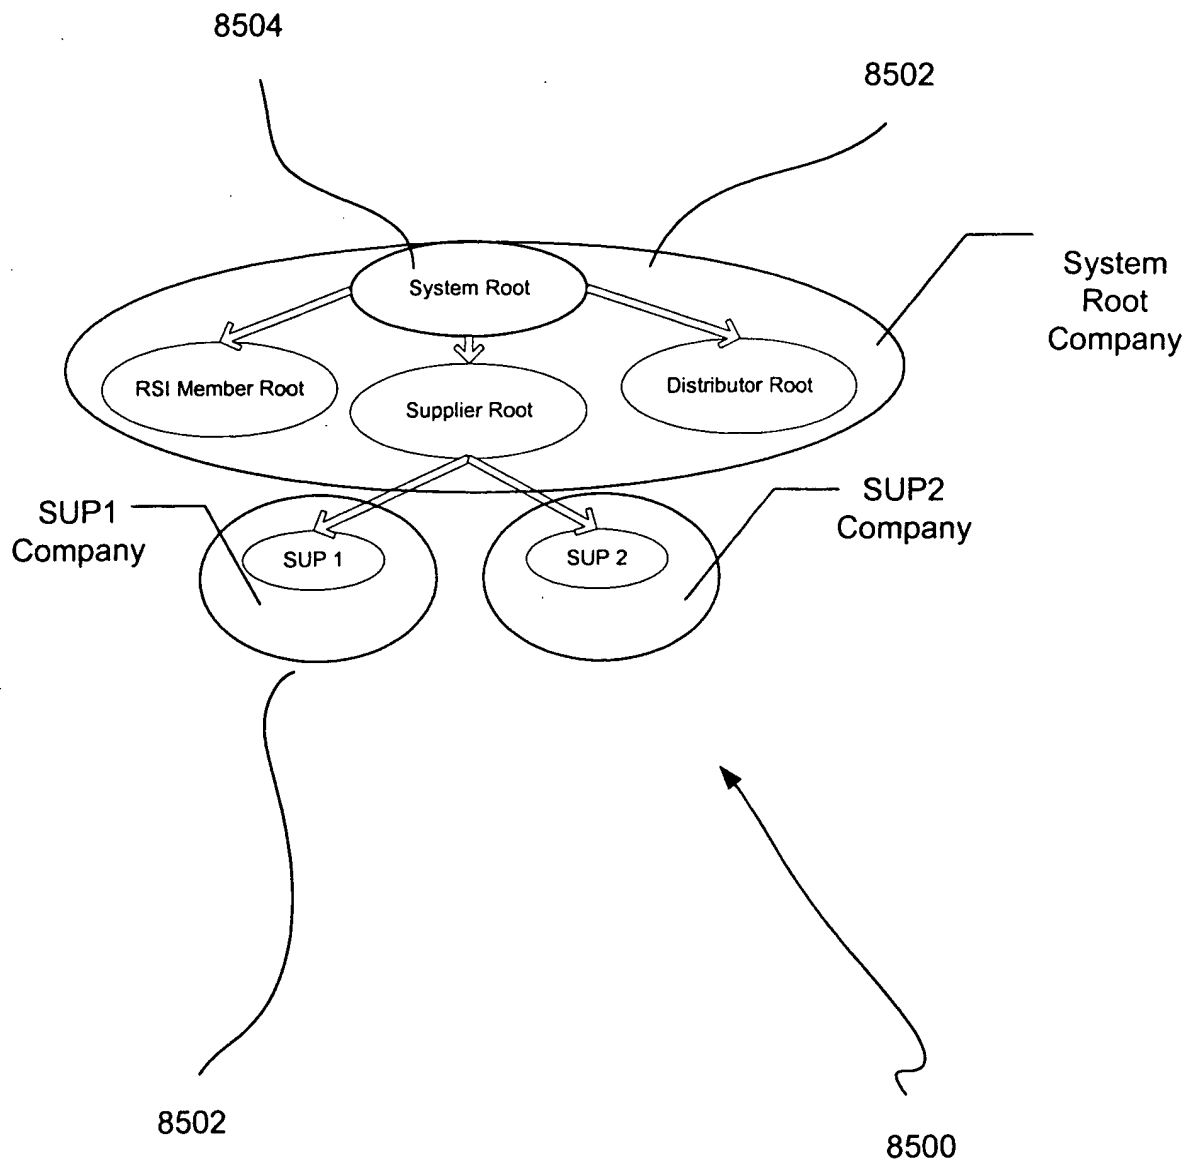 8504
8502
System Root
System
Root
Company
RSI Member Root
Supplier Root
Distributor Root
SUP1
Company
SUP2
Company
SUP 1
SUP 2
8502
8500